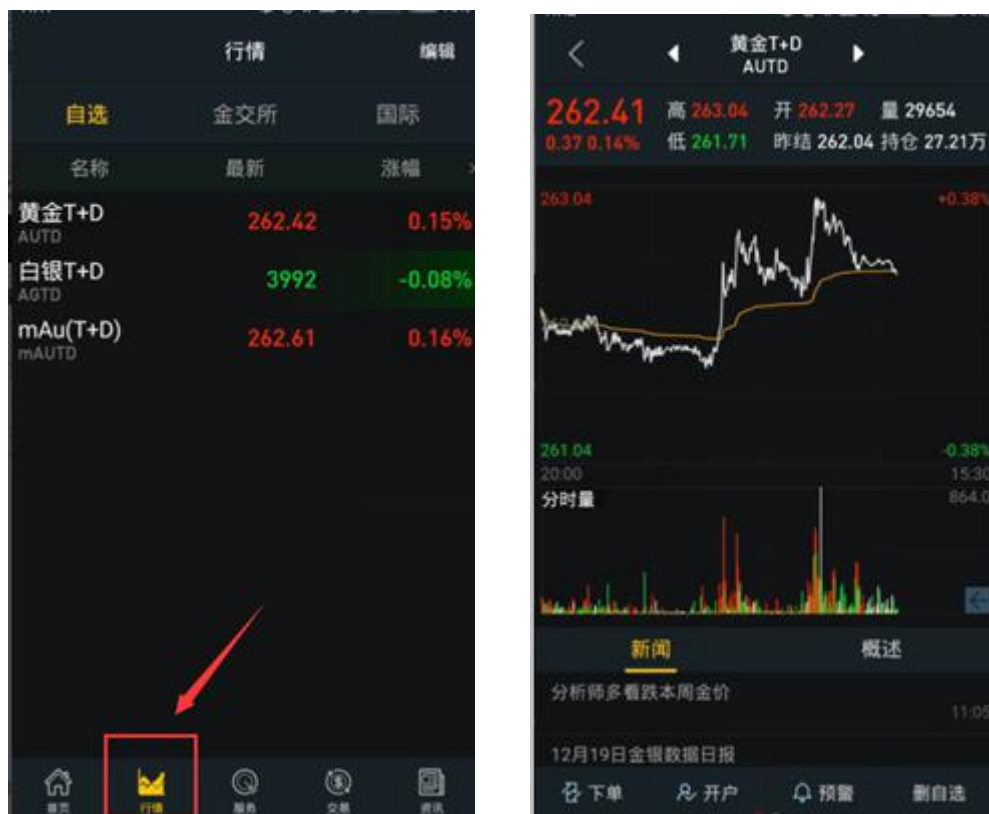 行情 编辑
自选 金交所 国际
名称 最新 涨幅
黄金T+D 262.42 0.15%
AUTD
白银T+D 3992 -0.08%
AGTD
mAu(T+D) 262.61 0.16%
mAUTD
首页 行情 服务 交易 资讯
黄金T+D
AUTD
262.41 高 263.04 开 262.27 量 29654
0.37 0.14% 低 261.71 昨结 262.04 持仓 27.21万
263.04 +0.38%
261.04 -0.38%
20:00 15:30
分时量 864.0
新闻 概述
分析师多看跌本周金价
11:05
12月19日金银数据日报
下单 开户 预警 删自选